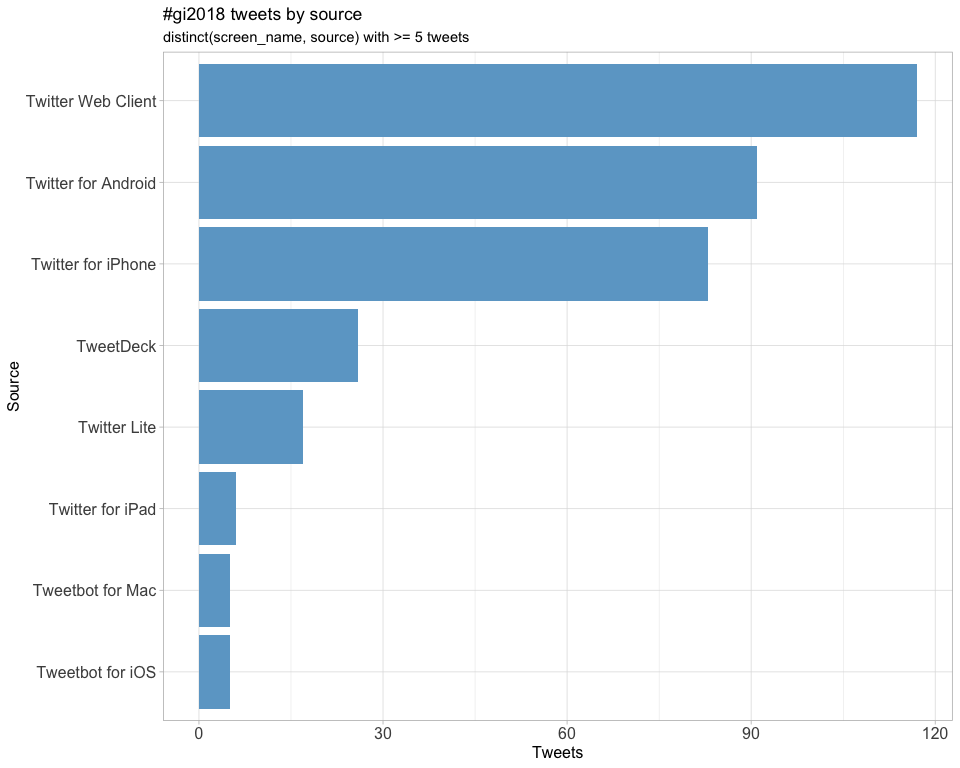 #gi2018 tweets by source
distinct(screen_name, source) with >= 5 tweets
Source
Twitter Web Client
Twitter for Android
Twitter for iPhone
TweetDeck
Twitter Lite
Twitter for iPad
Tweetbot for Mac
Tweetbot for iOS
0 30 60 90 120
Tweets